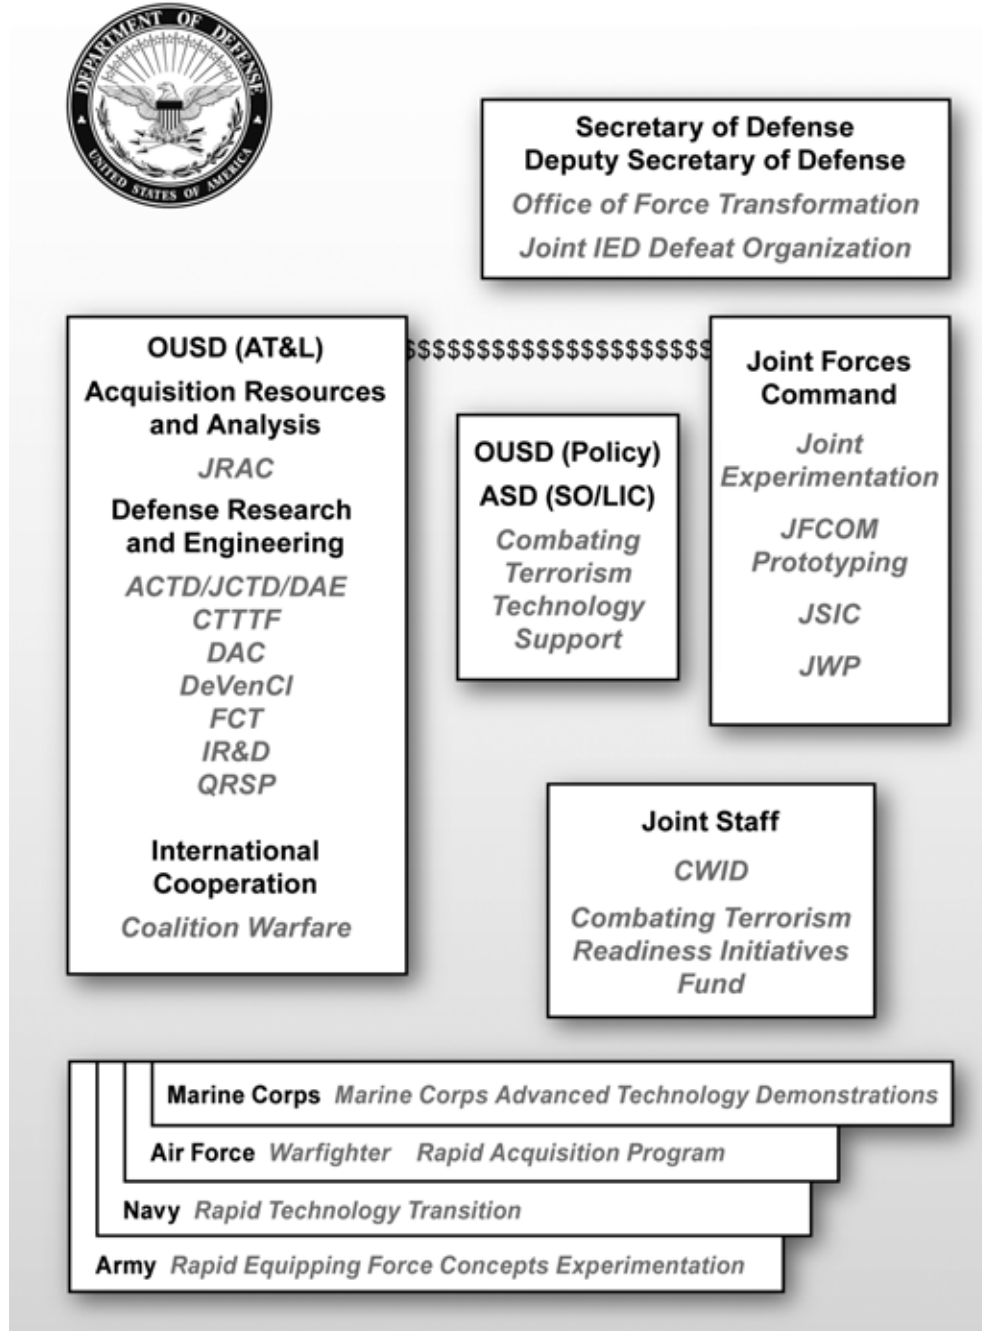 DEPARTMENT OF DEFENSE
UNITED STATES OF AMERICA
Secretary of Defense
Deputy Secretary of Defense
Office of Force Transformation
Joint IED Defeat Organization
OUSD (AT&L)
Acquisition Resources
and Analysis
JRAC
Defense Research
and Engineering
ACTD/JCTD/DAE
CTTTF
DAC
DeVenCI
FCT
IR&D
QRSP
International
Cooperation
Coalition Warfare
$$$$$$$$$$$$$$$$$$$$$
OUSD (Policy)
ASD (SO/LIC)
Combating
Terrorism
Technology
Support
Joint Forces
Command
Joint
Experimentation
JFCOM
Prototyping
JSIC
JWP
Joint Staff
CWID
Combating Terrorism
Readiness Initiatives
Fund
Marine Corps Marine Corps Advanced Technology Demonstrations
Air Force Warfighter Rapid Acquisition Program
Navy Rapid Technology Transition
Army Rapid Equipping Force Concepts Experimentation